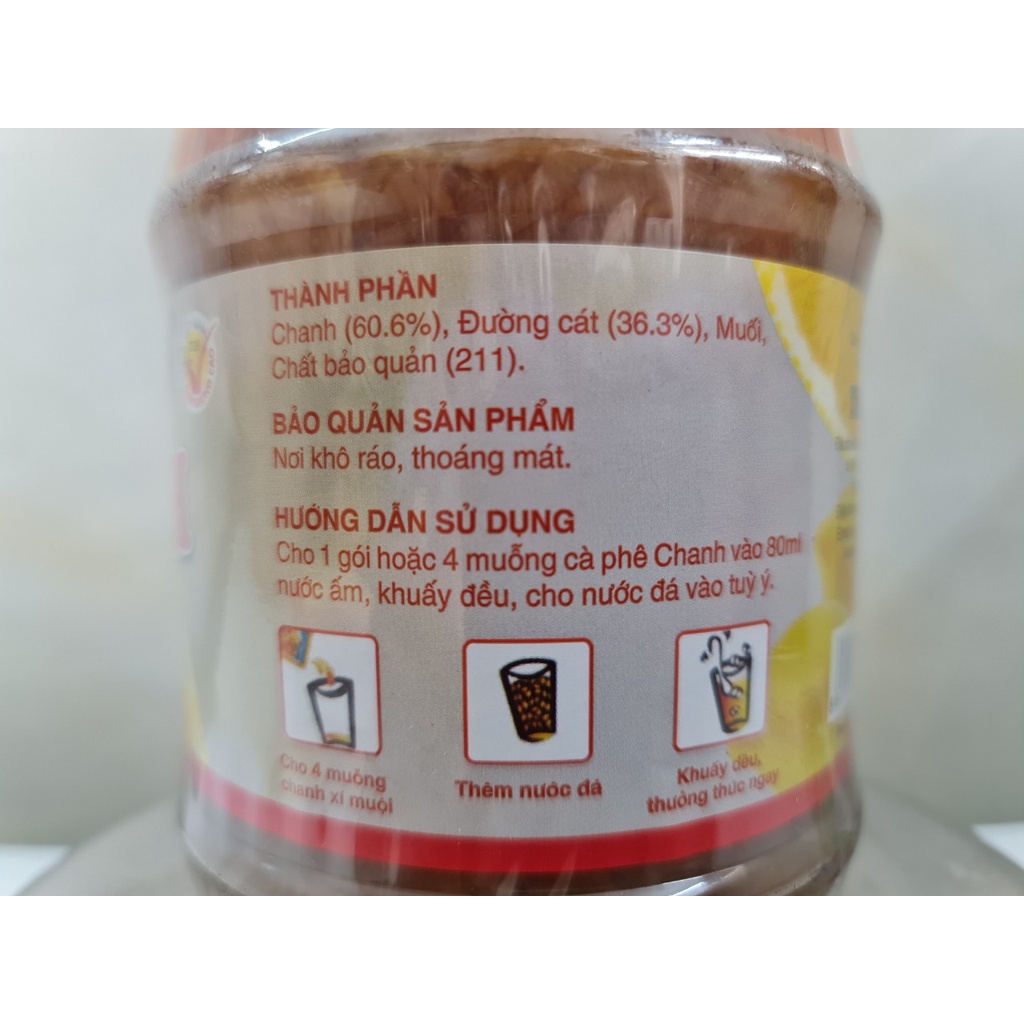 THÀNH PHẦN
Chanh (60.6%), Đường cát (36.3%), Muối,
Chất bảo quản (211).
BẢO QUẢN SẢN PHẨM
Nơi khô ráo, thoáng mát.
HƯỚNG DẪN SỬ DỤNG
Cho 1 gói hoặc 4 muỗng cà phê Chanh vào 80ml
nước ấm, khuấy đều, cho nước đá vào tuỳ ý.
Cho 4 muỗng
chanh xí muội
Thêm nước đá
Khuấy đều,
thưởng thức ngay